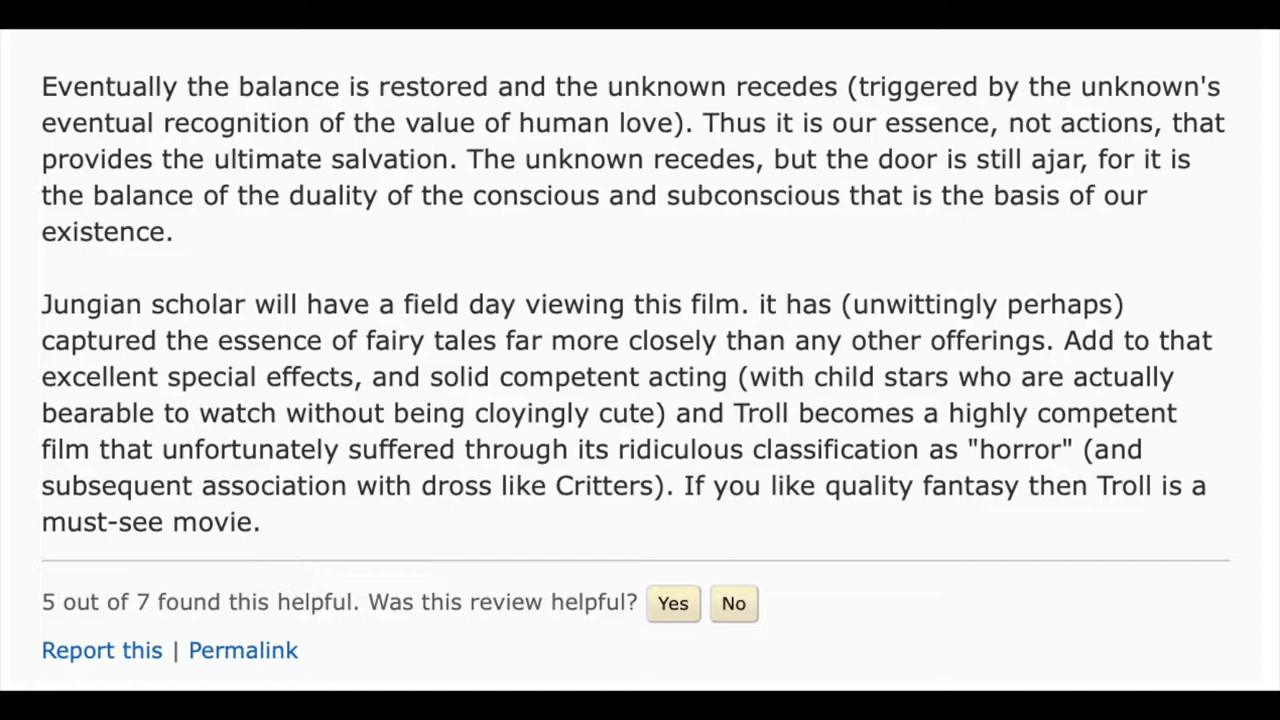 Eventually the balance is restored and the unknown recedes (triggered by the unknown's
eventual recognition of the value of human love). Thus it is our essence, not actions, that
provides the ultimate salvation. The unknown recedes, but the door is still ajar, for it is
the balance of the duality of the conscious and subconscious that is the basis of our
existence.
Jungian scholar will have a field day viewing this film. it has (unwittingly perhaps)
captured the essence of fairy tales far more closely than any other offerings. Add to that
excellent special effects, and solid competent acting (with child stars who are actually
bearable to watch without being cloyingly cute) and Troll becomes a highly competent
film that unfortunately suffered through its ridiculous classification as "horror" (and
subsequent association with dross like Critters). If you like quality fantasy then Troll is a
must-see movie.
5 out of 7 found this helpful. Was this review helpful? Yes No
Report this | Permalink